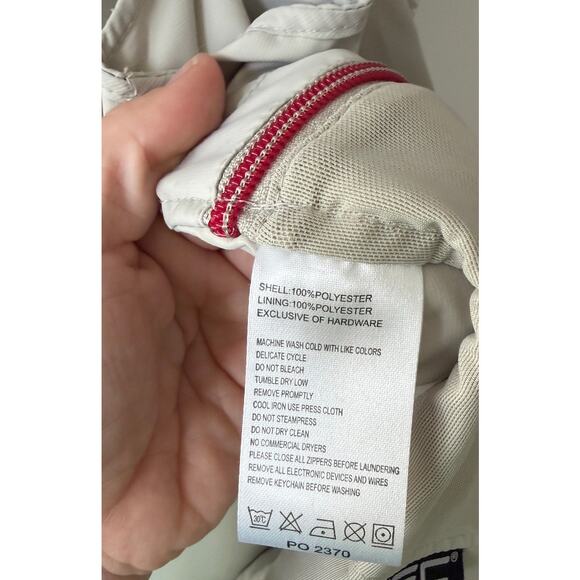 SHELL:100%POLYESTER
LINING:100%POLYESTER
EXCLUSIVE OF HARDWARE
MACHINE WASH COLD WITH LIKE COLORS
DELICATE CYCLE
DO NOT BLEACH
TUMBLE DRY LOW
REMOVE PROMPTLY
COOL IRON USE PRESS CLOTH
DO NOT STEAMPRESS
DO NOT DRY CLEAN
NO COMMERCIAL DRYERS
PLEASE CLOSE ALL ZIPPERS BEFORE LAUNDERING
REMOVE ALL ELECTRONIC DEVICES AND WIRES
REMOVE KEYCHAIN BEFORE WASHING
30°C
PO 2370